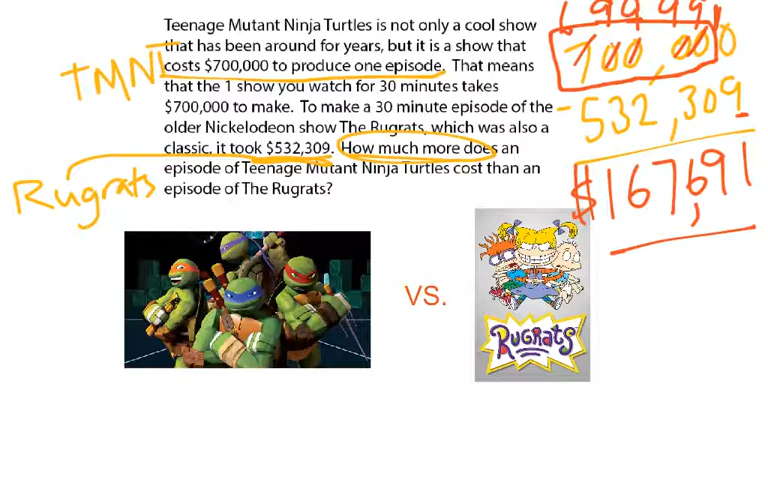 Teenage Mutant Ninja Turtles is not only a cool show
that has been around for years, but it is a show that
costs $700,000 to produce one episode. That means
that the 1 show you watch for 30 minutes takes
$700,000 to make. To make a 30 minute episode of the
older Nickelodeon show The Rugrats, which was also a
classic, it took $532,309. How much more does an
episode of Teenage Mutant Ninja Turtles cost than an
episode of The Rugrats?
TMNT
Rugrats
9 9 9 9
700,000
-532,309
$167,691
VS.
RUGRATS